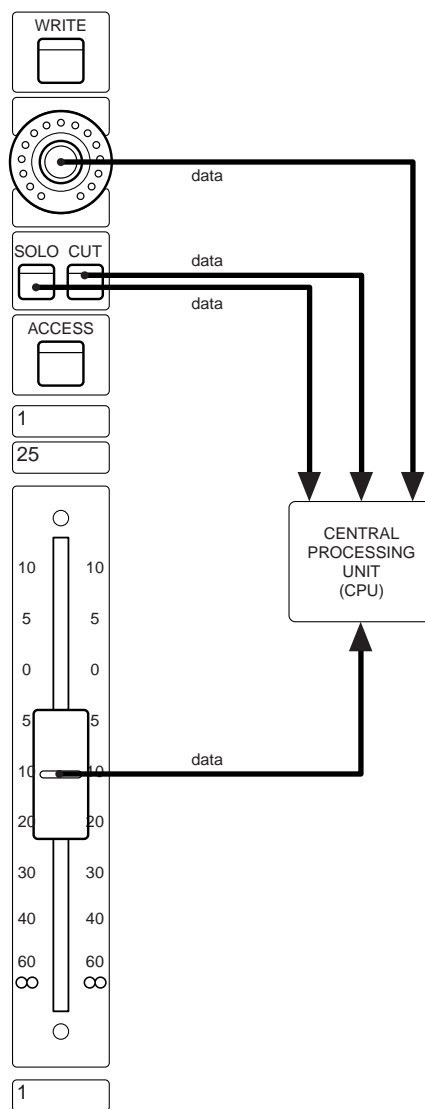 WRITE
data
SOLO CUT
data
data
ACCESS
1
25
CENTRAL
PROCESSING
UNIT
(CPU)
10 10
5 5
0 0
5 5
data
10 10
20 20
30 30
40 40
60 60
∞ ∞
1